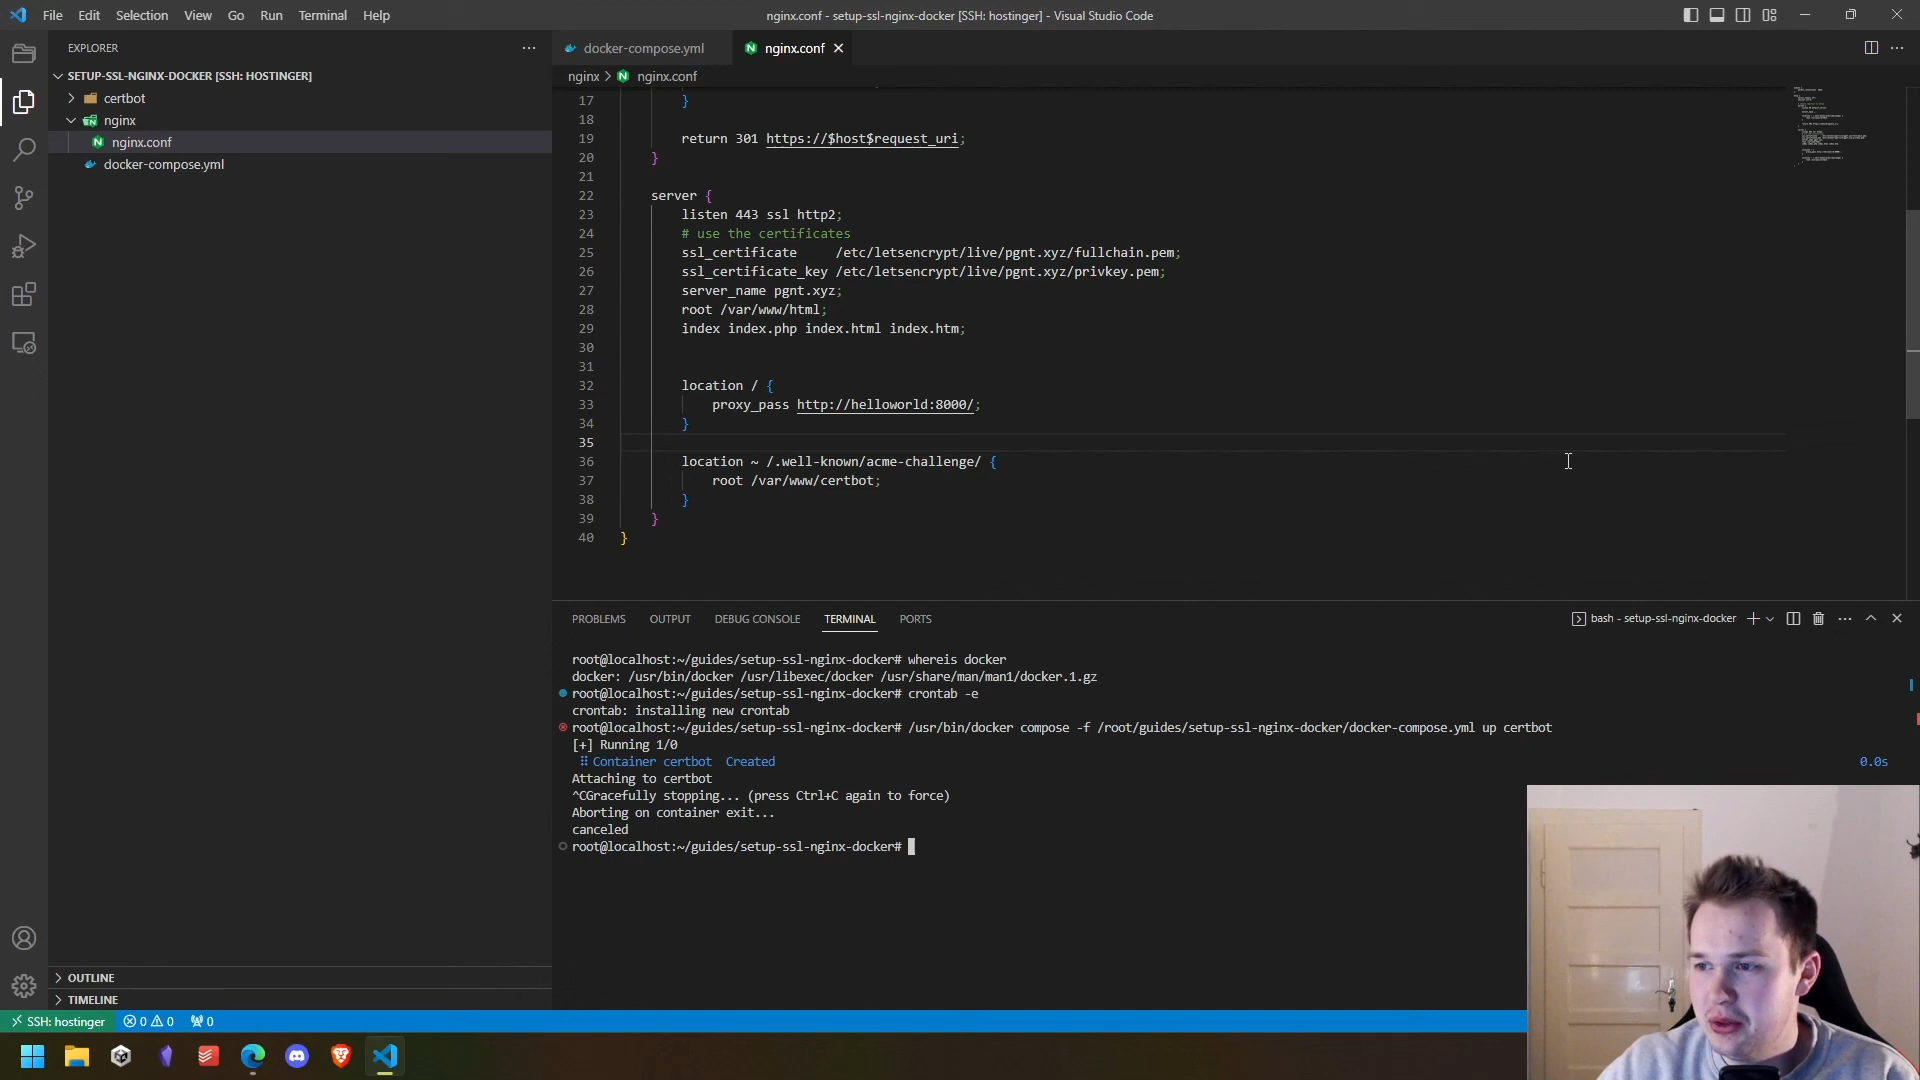 File Edit Selection View Go Run Terminal Help
nginx.conf - setup-ssl-nginx-docker [SSH: hostinger] - Visual Studio Code
EXPLORER
SETUP-SSL-NGINX-DOCKER [SSH: HOSTINGER]
certbot
nginx
nginx.conf
docker-compose.yml
OUTLINE
TIMELINE
docker-compose.yml nginx.conf
nginx > nginx.conf
17 }
18
19 return 301 https://$host$request_uri;
20 }
21
22 server {
23 listen 443 ssl http2;
24 # use the certificates
25 ssl_certificate /etc/letsencrypt/live/pgnt.xyz/fullchain.pem;
26 ssl_certificate_key /etc/letsencrypt/live/pgnt.xyz/privkey.pem;
27 server_name pgnt.xyz;
28 root /var/www/html;
29 index index.php index.html index.htm;
30
31
32 location / {
33 proxy_pass http://helloworld:8000/;
34 }
35
36 location ~ /.well-known/acme-challenge/ {
37 root /var/www/certbot;
38 }
39 }
40 }
PROBLEMS OUTPUT DEBUG CONSOLE TERMINAL PORTS
bash - setup-ssl-nginx-docker
root@localhost:~/guides/setup-ssl-nginx-docker# whereis docker
docker: /usr/bin/docker /usr/libexec/docker /usr/share/man/man1/docker.1.gz
root@localhost:~/guides/setup-ssl-nginx-docker# crontab -e
crontab: installing new crontab
root@localhost:~/guides/setup-ssl-nginx-docker# /usr/bin/docker compose -f /root/guides/setup-ssl-nginx-docker/docker-compose.yml up certbot
[+] Running 1/0
Container certbot Created 0.0s
Attaching to certbot
^CGracefully stopping... (press Ctrl+C again to force)
Aborting on container exit...
canceled
root@localhost:~/guides/setup-ssl-nginx-docker#
SSH: hostinger 0 0 0